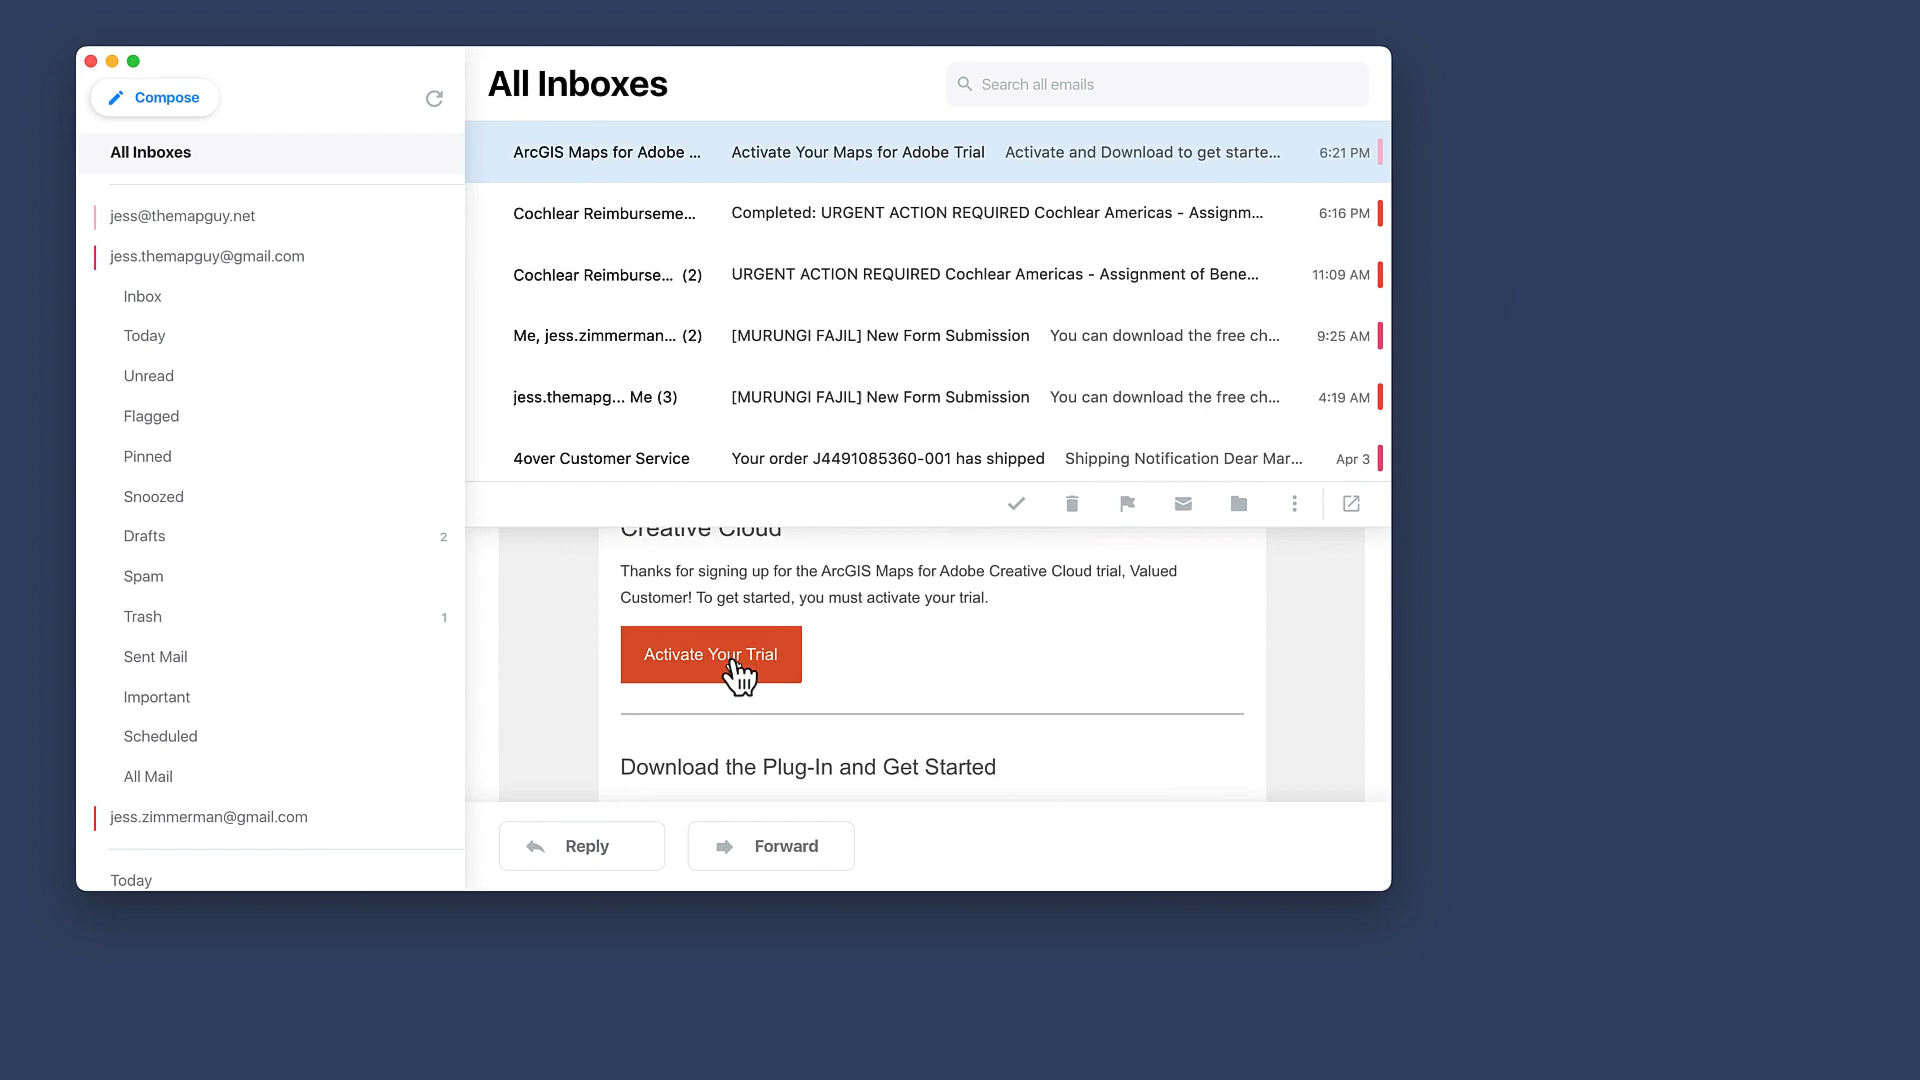 Compose
All Inboxes
jess@themapguy.net
jess.themapguy@gmail.com
Inbox
Today
Unread
Flagged
Pinned
Snoozed
Drafts 2
Spam
Trash 1
Sent Mail
Important
Scheduled
All Mail
jess.zimmerman@gmail.com
Today
All Inboxes
Search all emails
ArcGIS Maps for Adobe ... Activate Your Maps for Adobe Trial Activate and Download to get starte... 6:21 PM
Cochlear Reimburseme... Completed: URGENT ACTION REQUIRED Cochlear Americas - Assignm... 6:16 PM
Cochlear Reimburse... (2) URGENT ACTION REQUIRED Cochlear Americas - Assignment of Bene... 11:09 AM
Me, jess.zimmerman... (2) [MURUNGI FAJIL] New Form Submission You can download the free ch... 9:25 AM
jess.themapg... Me (3) [MURUNGI FAJIL] New Form Submission You can download the free ch... 4:19 AM
4over Customer Service Your order J4491085360-001 has shipped Shipping Notification Dear Mar... Apr 3
Creative Cloud
Thanks for signing up for the ArcGIS Maps for Adobe Creative Cloud trial, Valued
Customer! To get started, you must activate your trial.
Activate Your Trial
Download the Plug-In and Get Started
Reply
Forward